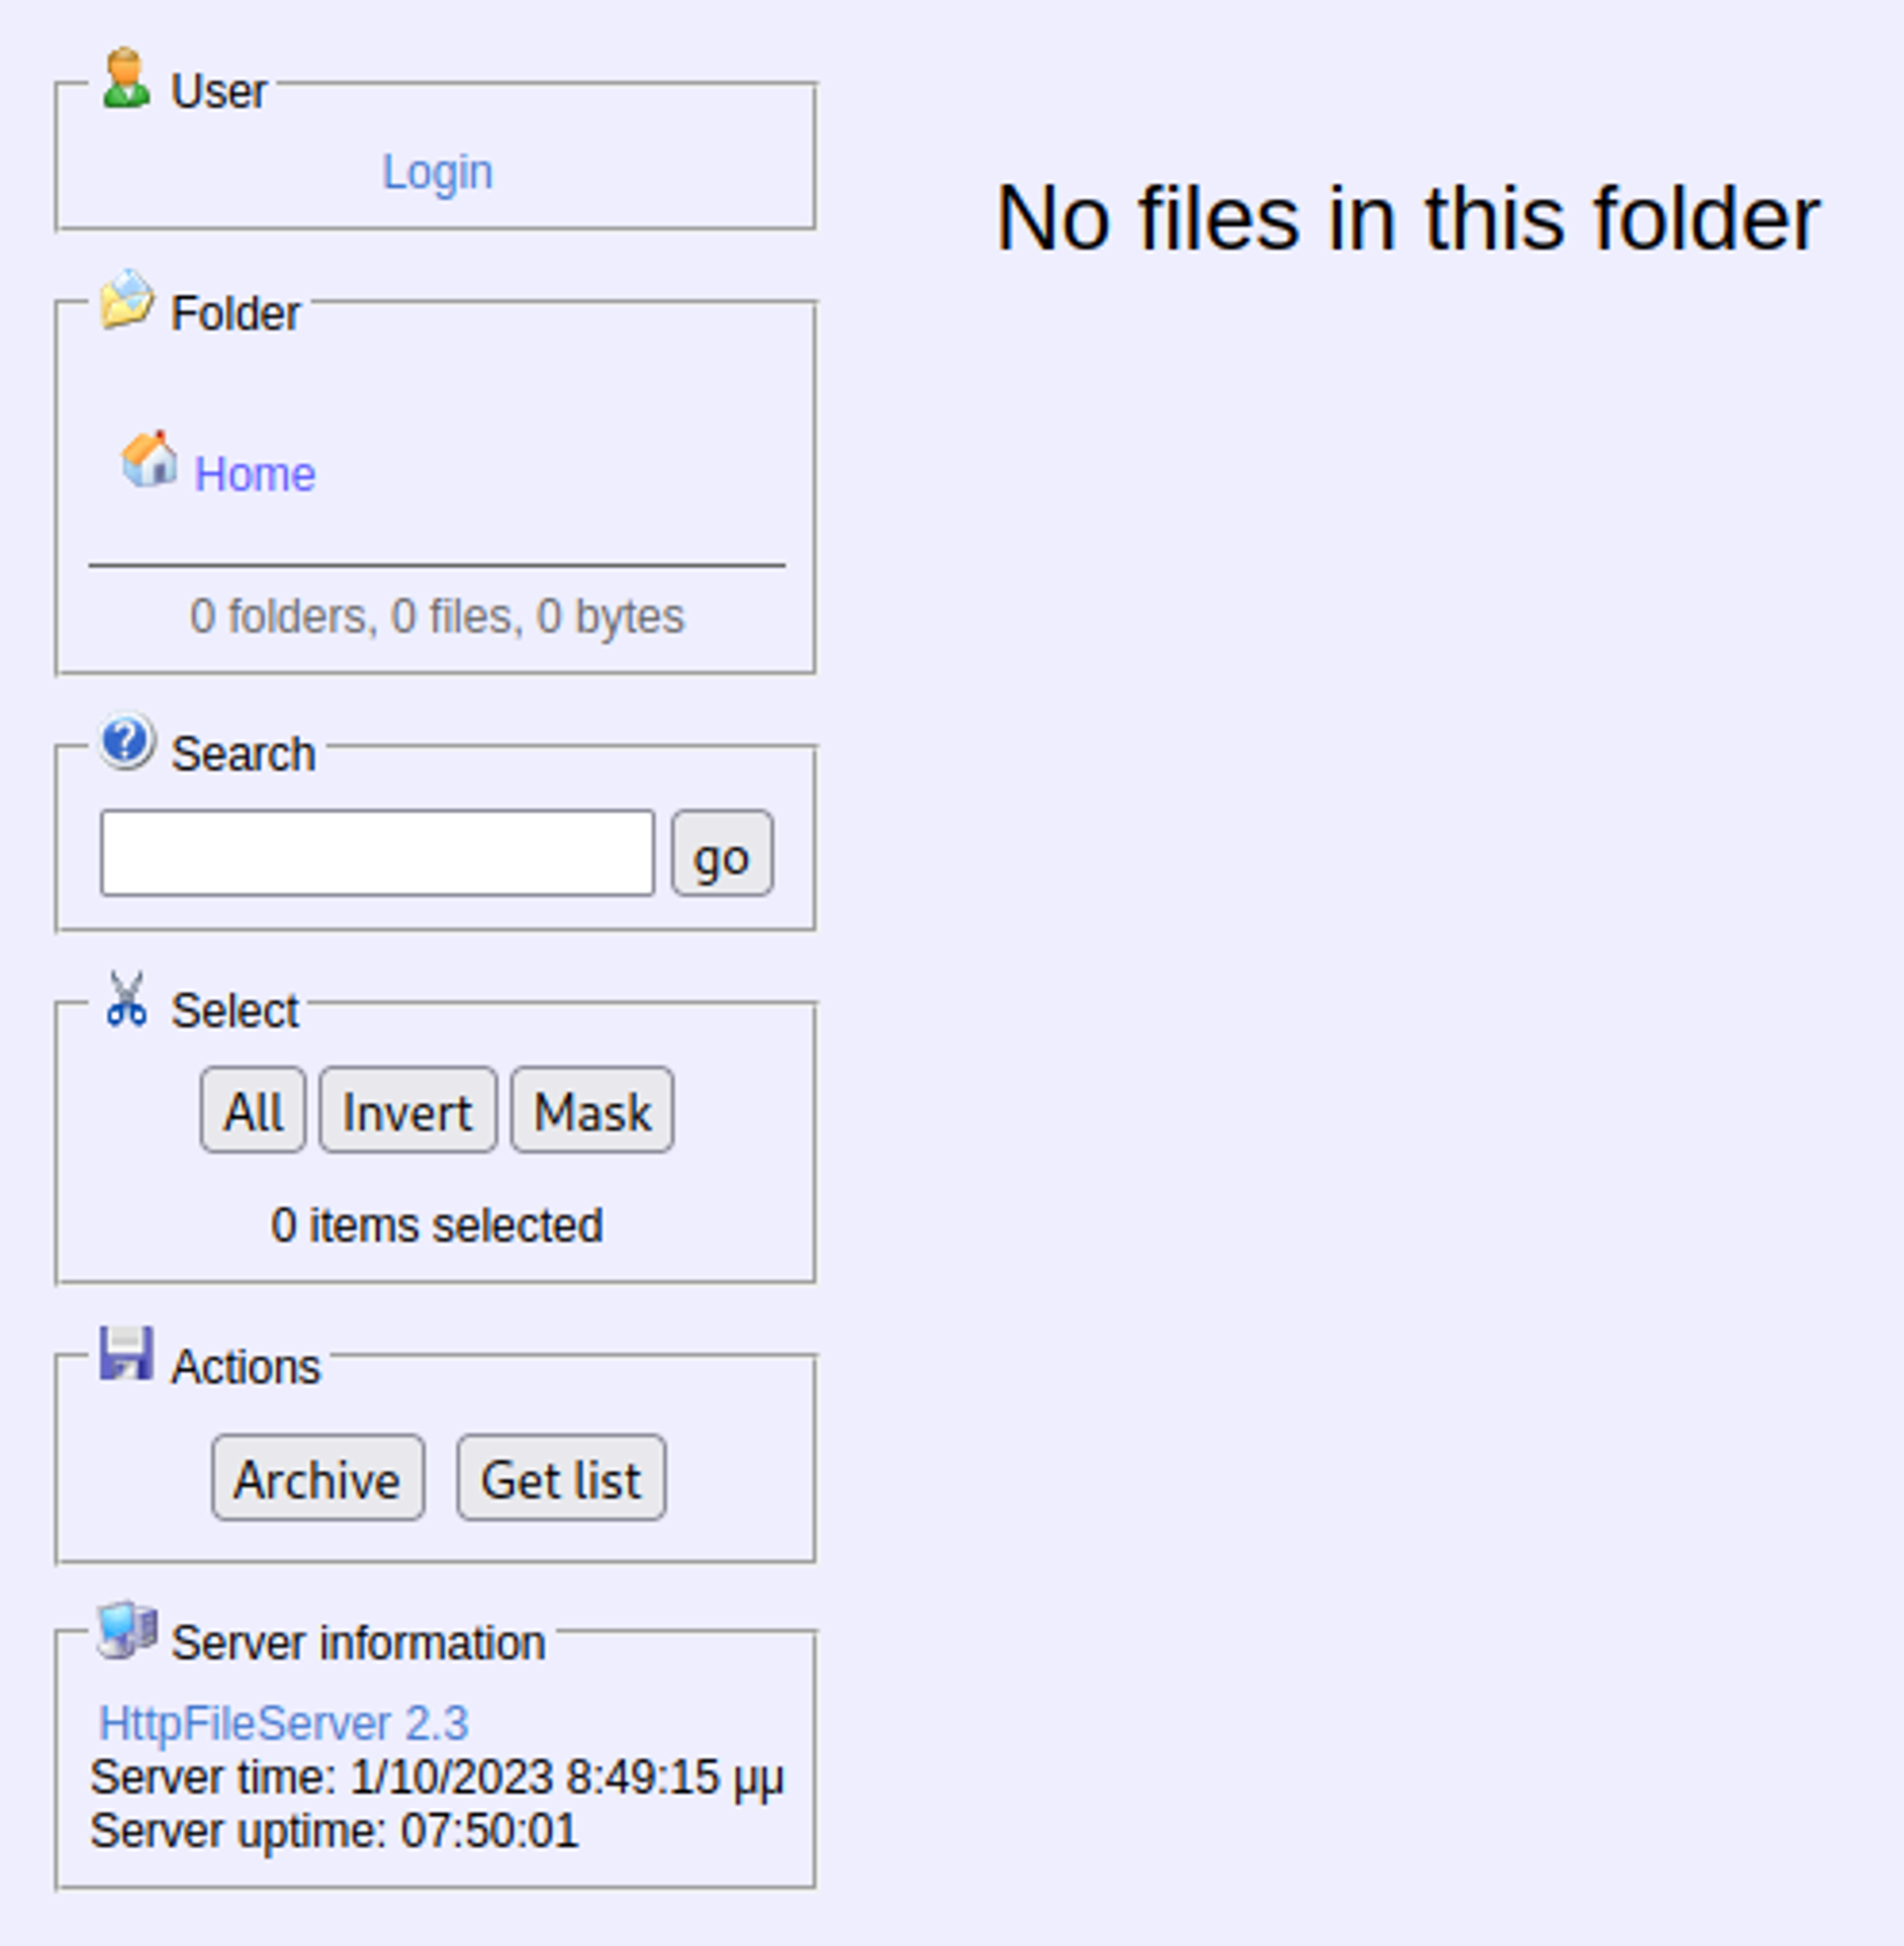 User
Login
No files in this folder
Folder
Home
0 folders, 0 files, 0 bytes
Search
go
Select
All Invert Mask
0 items selected
Actions
Archive Get list
Server information
HttpFileServer 2.3
Server time: 1/10/2023 8:49:15 μμ
Server uptime: 07:50:01